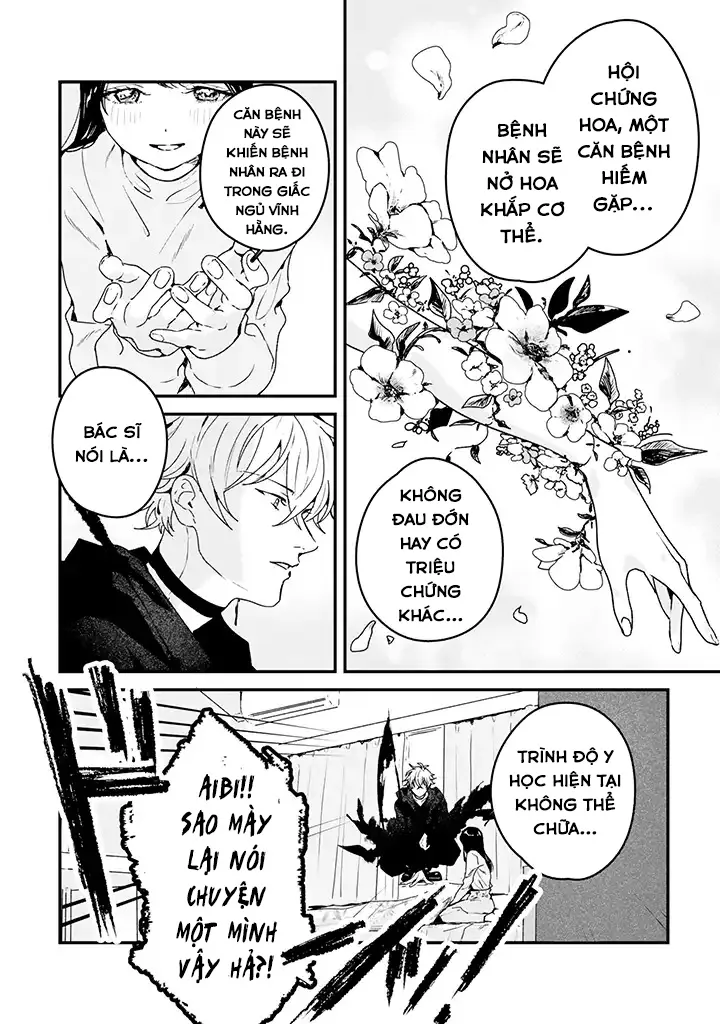 HỘI
CHỨNG
HOA, MỘT
CĂN BỆNH
HIẾM
GẶP...
BỆNH
NHÂN SẼ
NỞ HOA
KHẮP CƠ
THỂ.
KHÔNG
ĐAU ĐỚN
HAY CÓ
TRIỆU
CHỨNG
KHÁC...
CĂN BỆNH
NÀY SẼ
KHIẾN BỆNH
NHÂN RA ĐI
TRONG GIẤC
NGỦ VĨNH
HẰNG.
BÁC SĨ
NÓI LÀ...
TRÌNH ĐỘ Y
HỌC HIỆN TẠI
KHÔNG THỂ
CHỮA...
AIBI!!
SAO MÀY
LẠI NÓI
CHUYỆN
MỘT MÌNH
VẬY HẢ?!